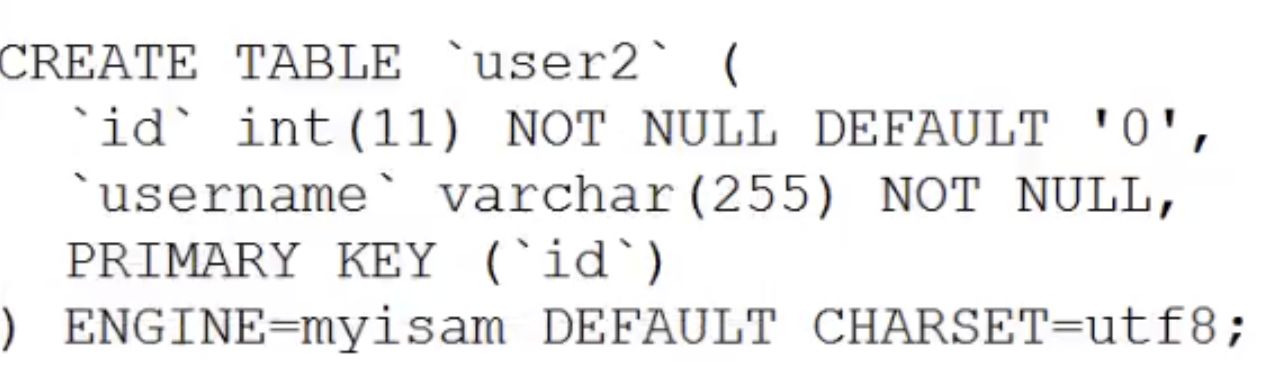 CREATE TABLE `user2` (
`id` int(11) NOT NULL DEFAULT '0',
`username` varchar(255) NOT NULL,
PRIMARY KEY (`id`)
) ENGINE=myisam DEFAULT CHARSET=utf8;